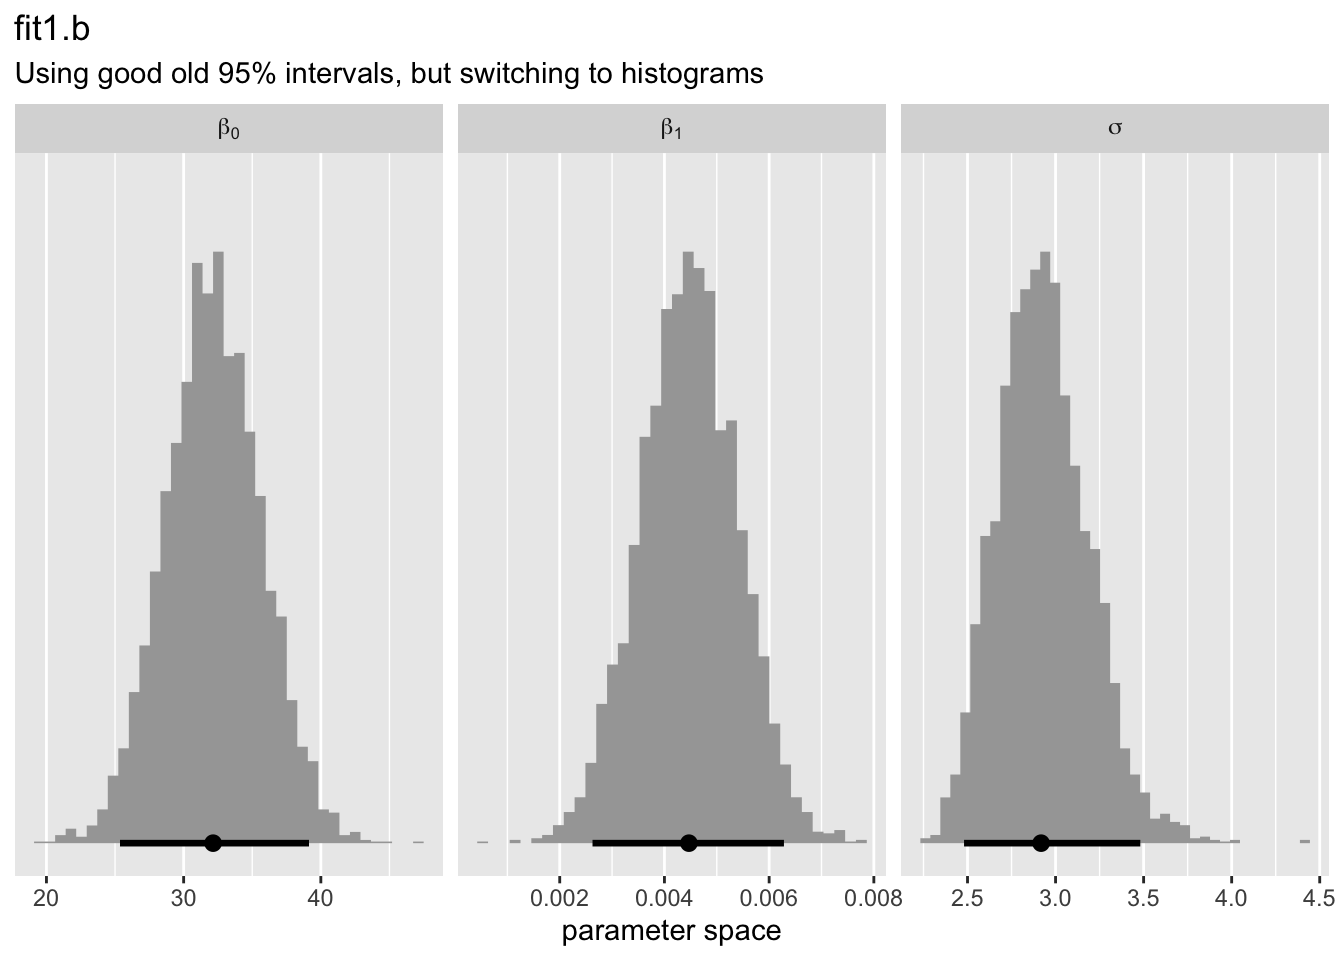 fit1.b
Using good old 95% intervals, but switching to histograms
β₀ β₁ σ
20 30 40 0.002 0.004 0.006 0.008 2.5 3.0 3.5 4.0 4.5
parameter space